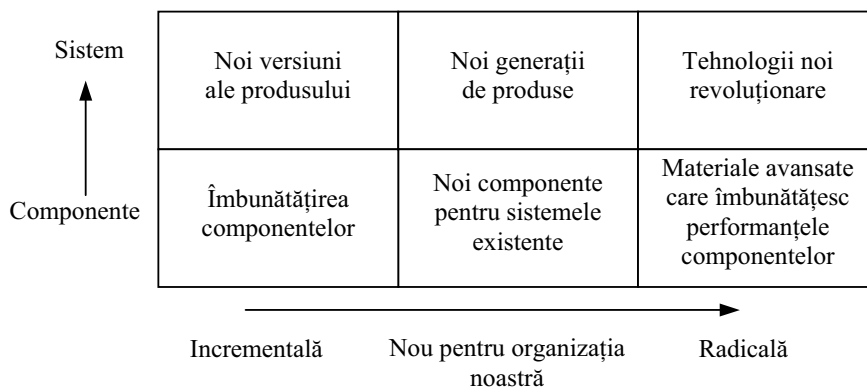 Sistem
Noi versiuni
ale produsului
Noi generații
de produse
Tehnologii noi
revoluționare
Componente
Îmbunătățirea
componentelor
Noi componente
pentru sistemele
existente
Materiale avansate
care îmbunătățesc
performanțele
componentelor
Incrementală
Nou pentru organizația
noastră
Radicală